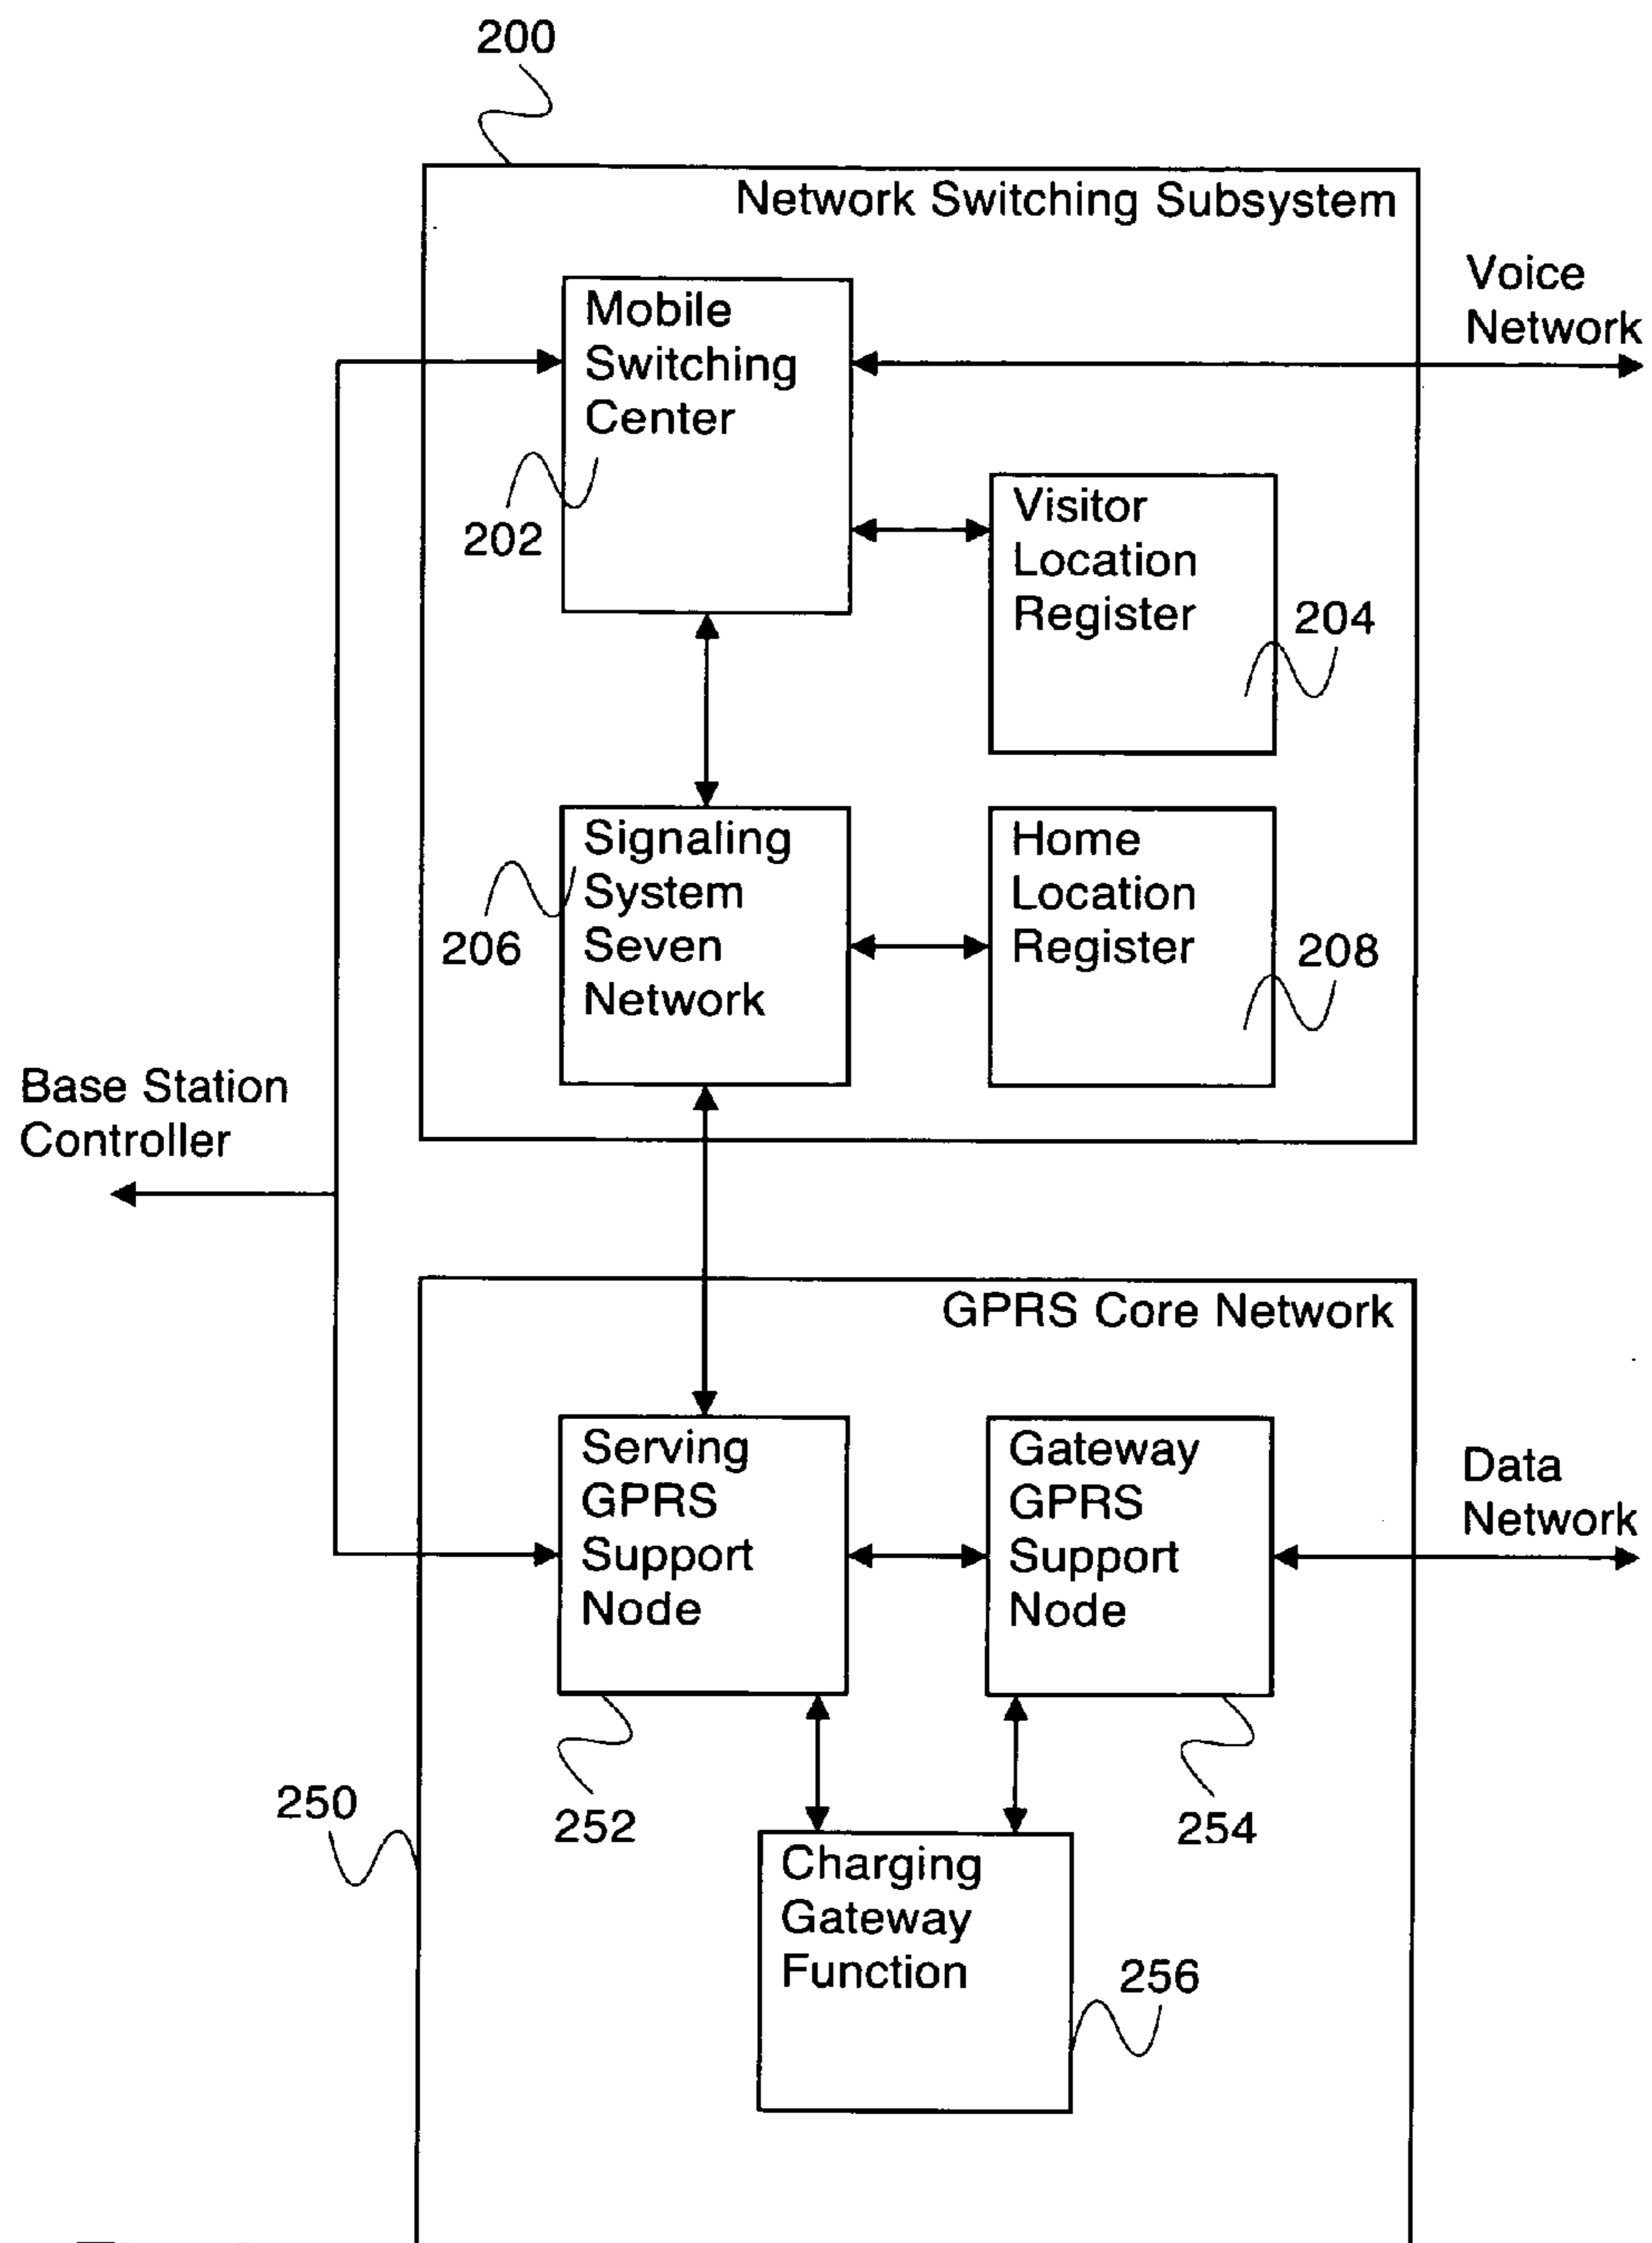 200
Network Switching Subsystem
Voice
Network
Mobile
Switching
Center
202
Visitor
Location
Register
204
Signaling
System
Seven
Network
206
Home
Location
Register
208
Base Station
Controller
GPRS Core Network
Serving
GPRS
Support
Node
Gateway
GPRS
Support
Node
Data
Network
250
252
254
Charging
Gateway
Function
256